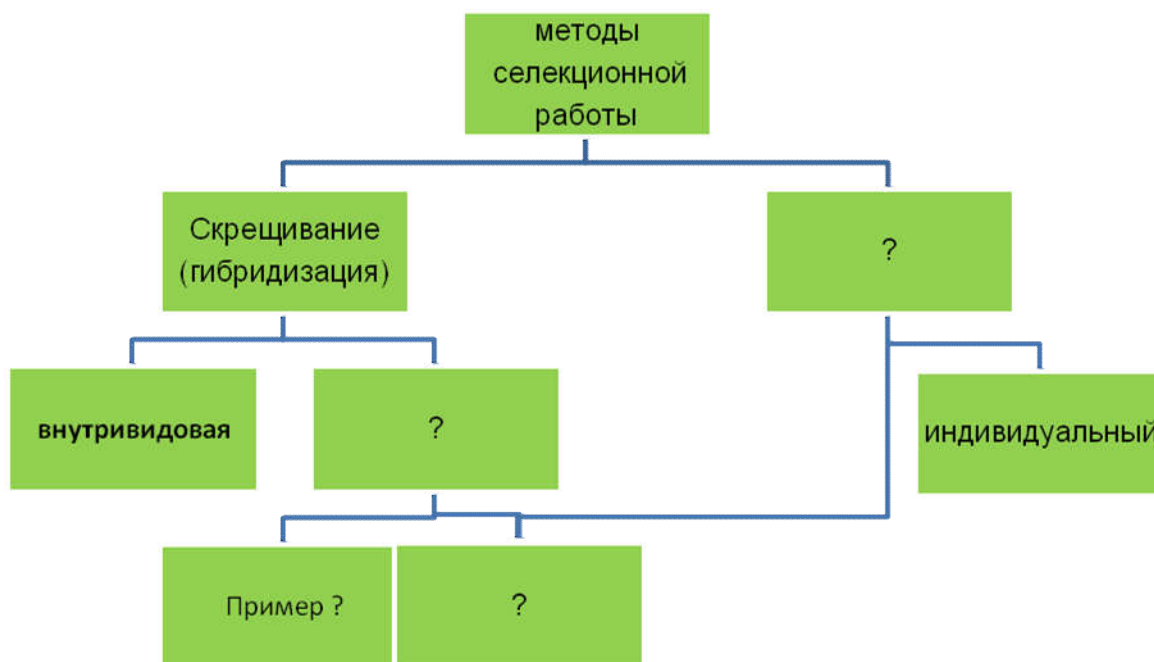 методы
селекционной
работы
Скрещивание
(гибридизация)
?
внутривидовая
?
индивидуальный
Пример ?
?